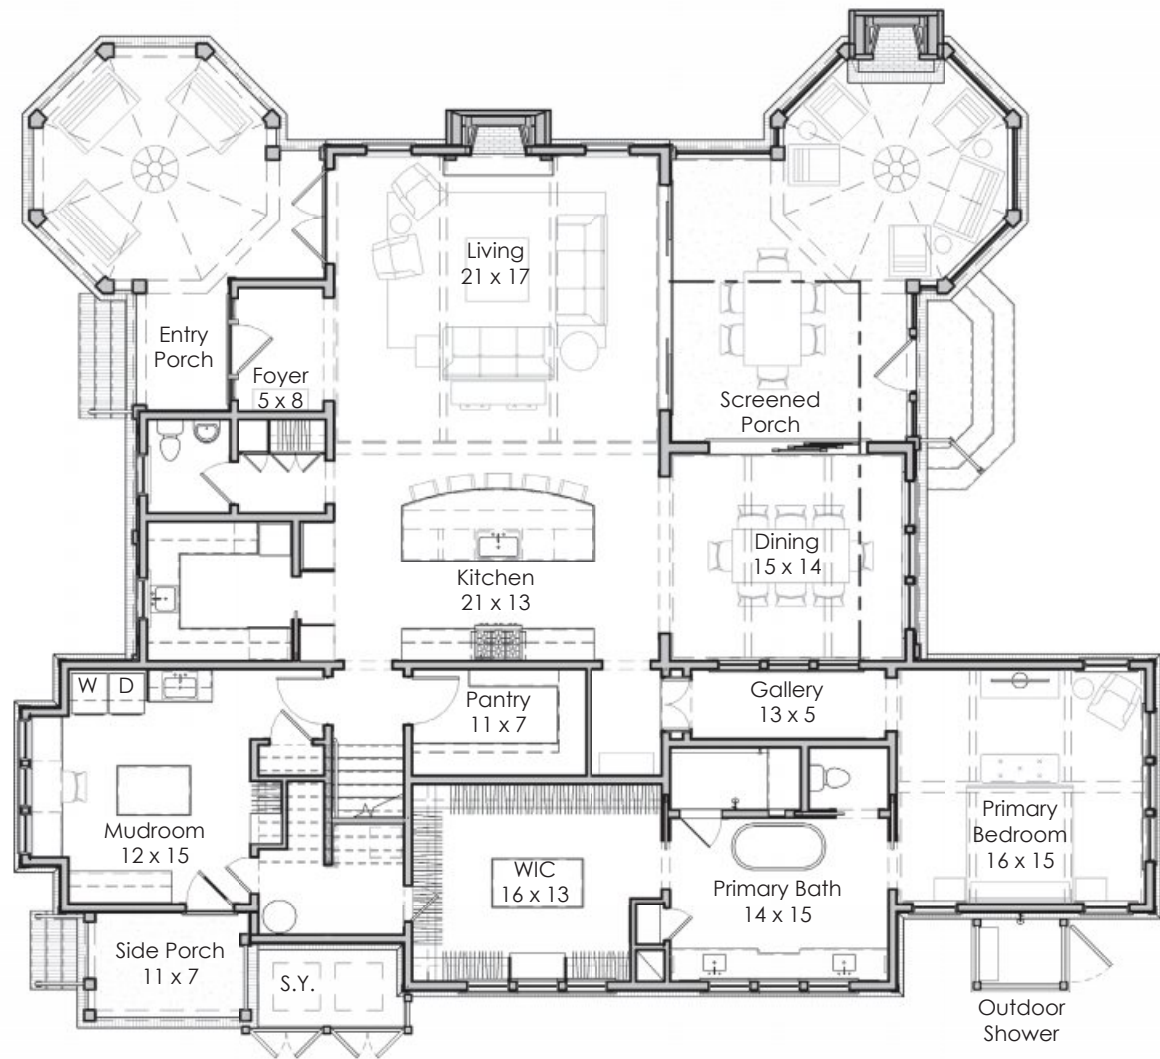 Living
21 x 17
Entry
Porch
Foyer
5 x 8
Screened
Porch
Dining
15 x 14
Kitchen
21 x 13
W
D
Pantry
11 x 7
Gallery
13 x 5
Mudroom
12 x 15
WIC
16 x 13
Primary Bath
14 x 15
Primary
Bedroom
16 x 15
Side Porch
11 x 7
S.Y.
Outdoor
Shower